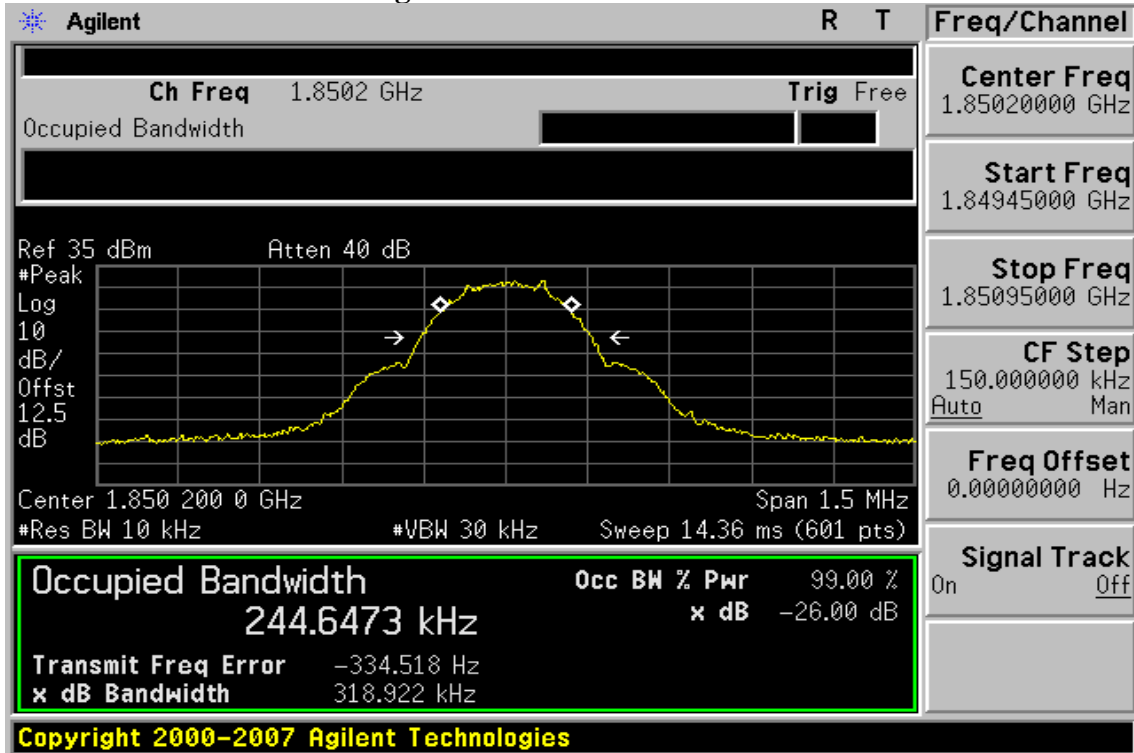 Agilent R T
Freq/Channel
Ch Freq 1.8502 GHz Trig Free
Occupied Bandwidth
Center Freq
1.85020000 GHz
Start Freq
1.84945000 GHz
Stop Freq
1.85095000 GHz
CF Step
150.000000 kHz
Auto Man
Freq Offset
0.00000000 Hz
Signal Track
On Off
Ref 35 dBm Atten 40 dB
#Peak
Log
10
dB/
Offst
12.5
dB
Center 1.850 200 0 GHz Span 1.5 MHz
#Res BW 10 kHz #VBW 30 kHz Sweep 14.36 ms (601 pts)
Occupied Bandwidth Occ BW % Pwr 99.00 %
244.6473 kHz x dB -26.00 dB
Transmit Freq Error -334.518 Hz
x dB Bandwidth 318.922 kHz
Copyright 2000-2007 Agilent Technologies